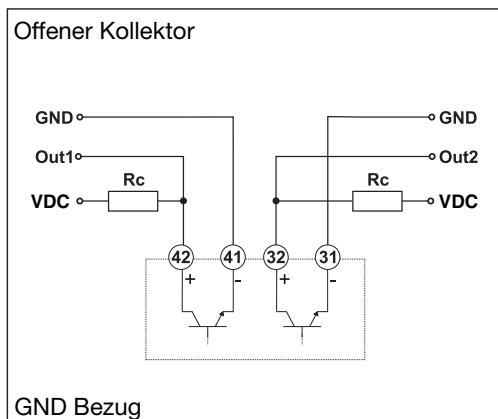 Offener Kollektor
GND GND
Out1 Out2
Rc Rc
VDC VDC
42 41 32 31
+ - + -
GND Bezug